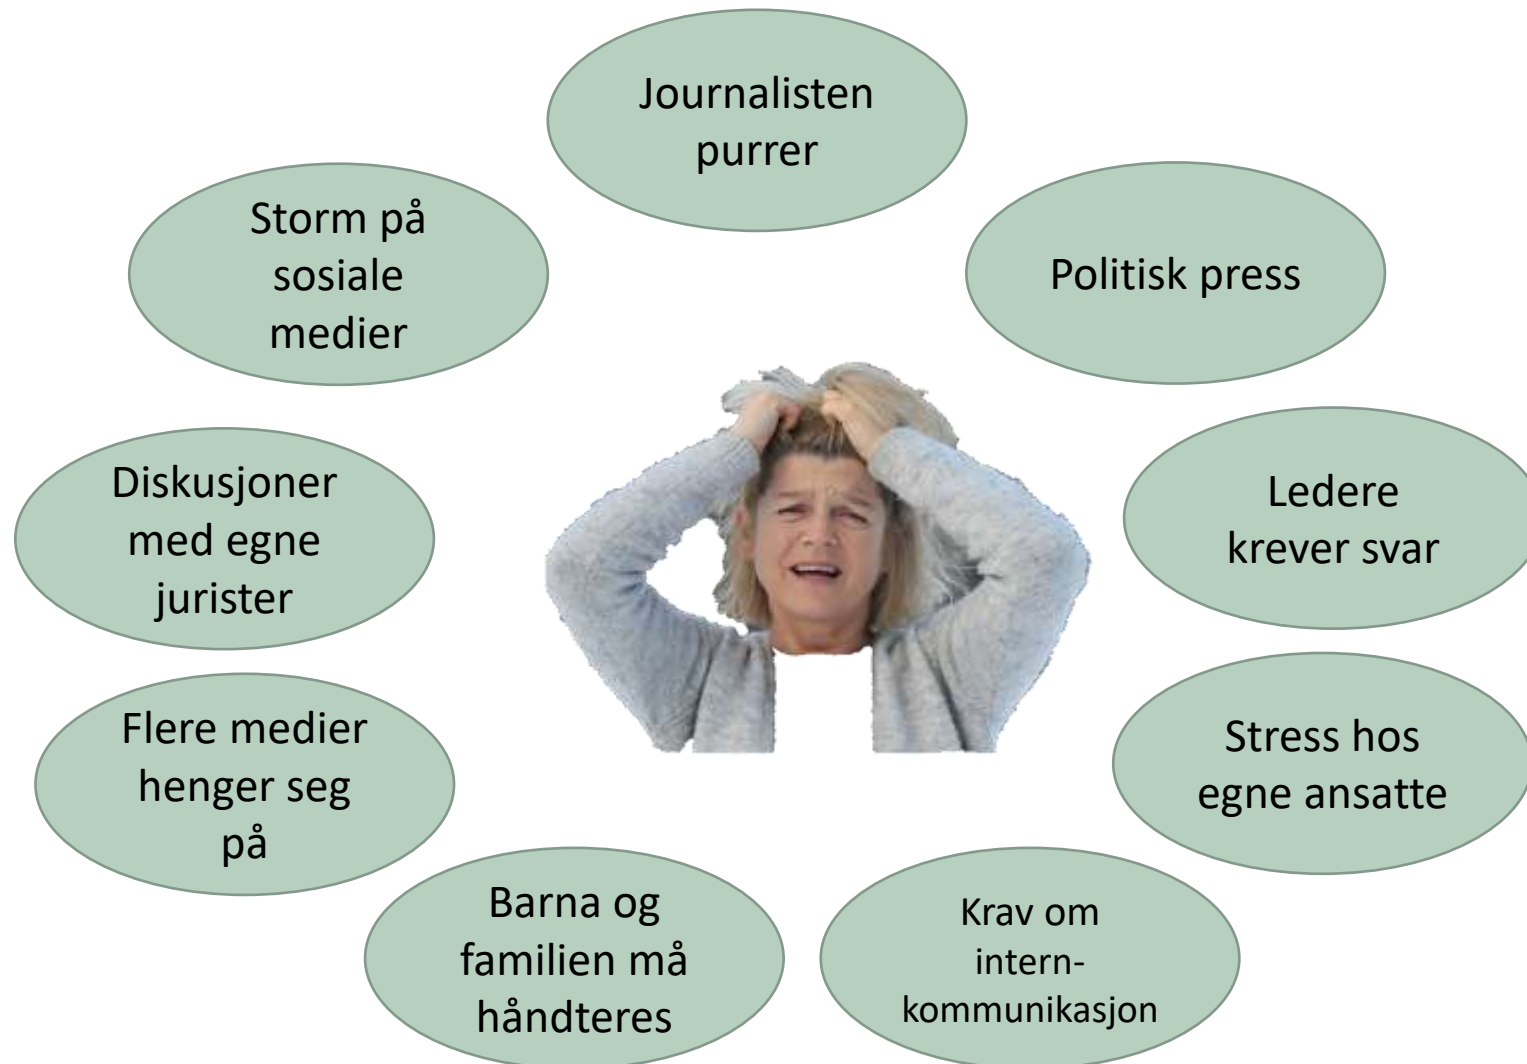 Journalisten
purrer
Storm på
sosiale
medier
Politisk press
Diskusjoner
med egne
jurister
Ledere
krever svar
Flere medier
henger seg
på
Stress hos
egne ansatte
Barna og
familien må
håndteres
Krav om
intern-
kommunikasjon